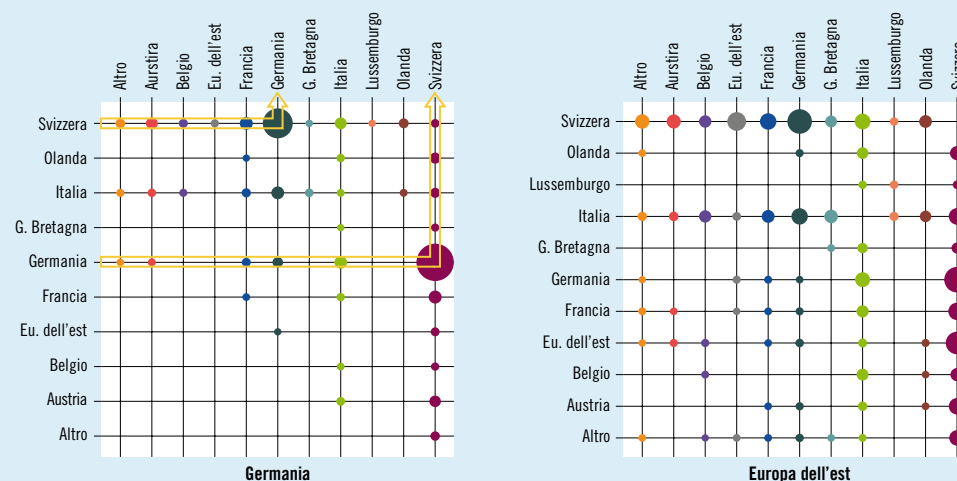 Altro
Aurstira
Belgio
Eu. dell'est
Francia
Germania
G. Bretagna
Italia
Lussemburgo
Olanda
Svizzera
Svizzera
Olanda
Italia
G. Bretagna
Germania
Francia
Eu. dell'est
Belgio
Austria
Altro
Germania
Altro
Aurstira
Belgio
Eu. dell'est
Francia
Germania
G. Bretagna
Italia
Lussemburgo
Olanda
Svizzera
Svizzera
Olanda
Lussemburgo
Italia
G. Bretagna
Germania
Francia
Eu. dell'est
Belgio
Austria
Altro
Europa dell'est